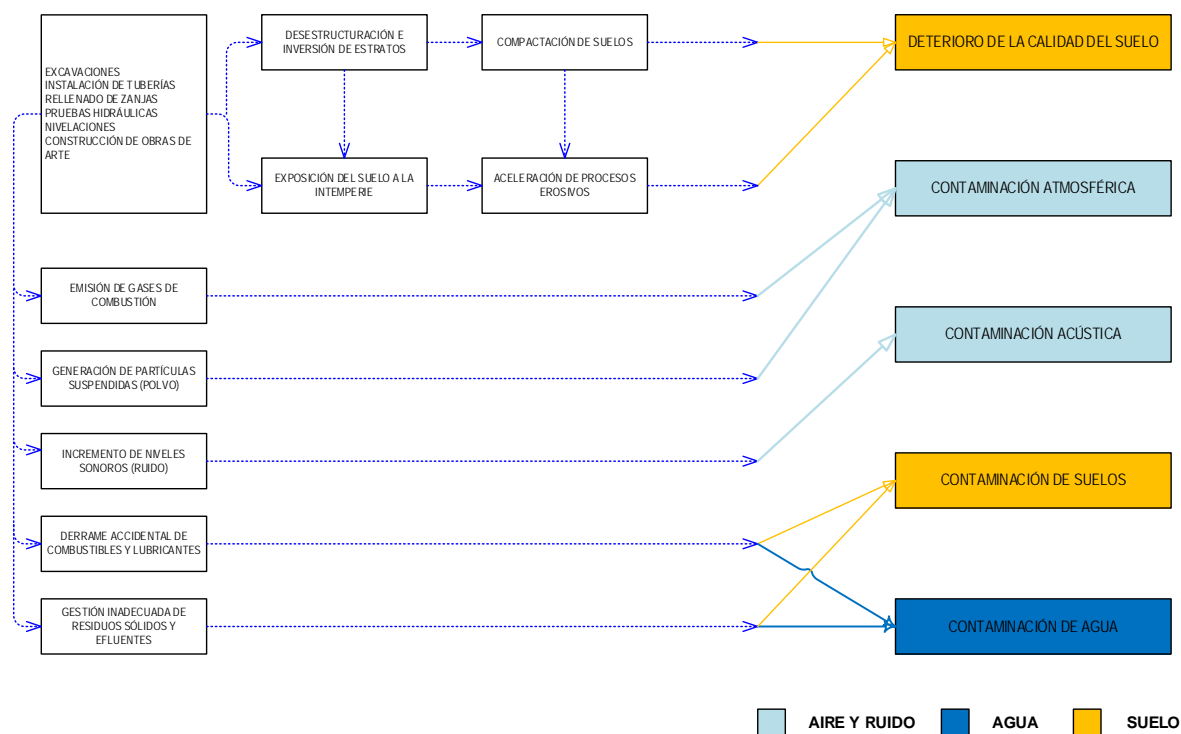 EXCAVACIONES
INSTALACIÓN DE TUBERÍAS
RELLENADO DE ZANJAS
PRUEBAS HIDRÁULICAS
NIVELACIONES
CONSTRUCCIÓN DE OBRAS DE
ARTE
DESESTRUCTURACIÓN E
INVERSIÓN DE ESTRATOS
COMPACTACIÓN DE SUELOS
DETERIORO DE LA CALIDAD DEL SUELO
EXPOSICIÓN DEL SUELO A LA
INTEMPERIE
ACELERACIÓN DE PROCESOS
EROSIVOS
CONTAMINACIÓN ATMOSFÉRICA
EMISIÓN DE GASES DE
COMBUSTIÓN
CONTAMINACIÓN ACÚSTICA
GENERACIÓN DE PARTÍCULAS
SUSPENDIDAS (POLVO)
INCREMENTO DE NIVELES
SONOROS (RUIDO)
CONTAMINACIÓN DE SUELOS
DERRAME ACCIDENTAL DE
COMBUSTIBLES Y LUBRICANTES
GESTIÓN INADECUADA DE
RESIDUOS SÓLIDOS Y
EFLUENTES
CONTAMINACIÓN DE AGUA
AIRE Y RUIDO
AGUA
SUELO